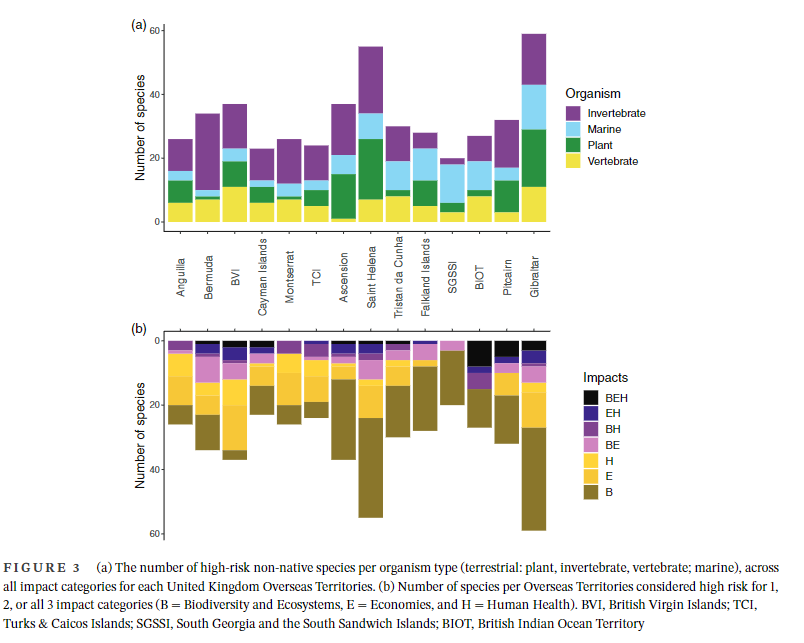 (a)
60
40
20
0
Number of species
Organism
Invertebrate
Marine
Plant
Vertebrate
Anguilla
Bermuda
BVI
Cayman Islands
Montserrat
TCI
Ascension
Saint Helena
Tristan da Cunha
Falkland Islands
SGSSI
BIOT
Pitcairn
Gibraltar
(b)
0
20
40
60
Number of species
Impacts
BEH
EH
BH
BE
H
E
B
FIGURE 3 (a) The number of high-risk non-native species per organism type (terrestrial: plant, invertebrate, vertebrate; marine), across
all impact categories for each United Kingdom Overseas Territories. (b) Number of species per Overseas Territories considered high risk for 1,
2, or all 3 impact categories (B = Biodiversity and Ecosystems, E = Economies, and H = Human Health). BVI, British Virgin Islands; TCI,
Turks & Caicos Islands; SGSSI, South Georgia and the South Sandwich Islands; BIOT, British Indian Ocean Territory